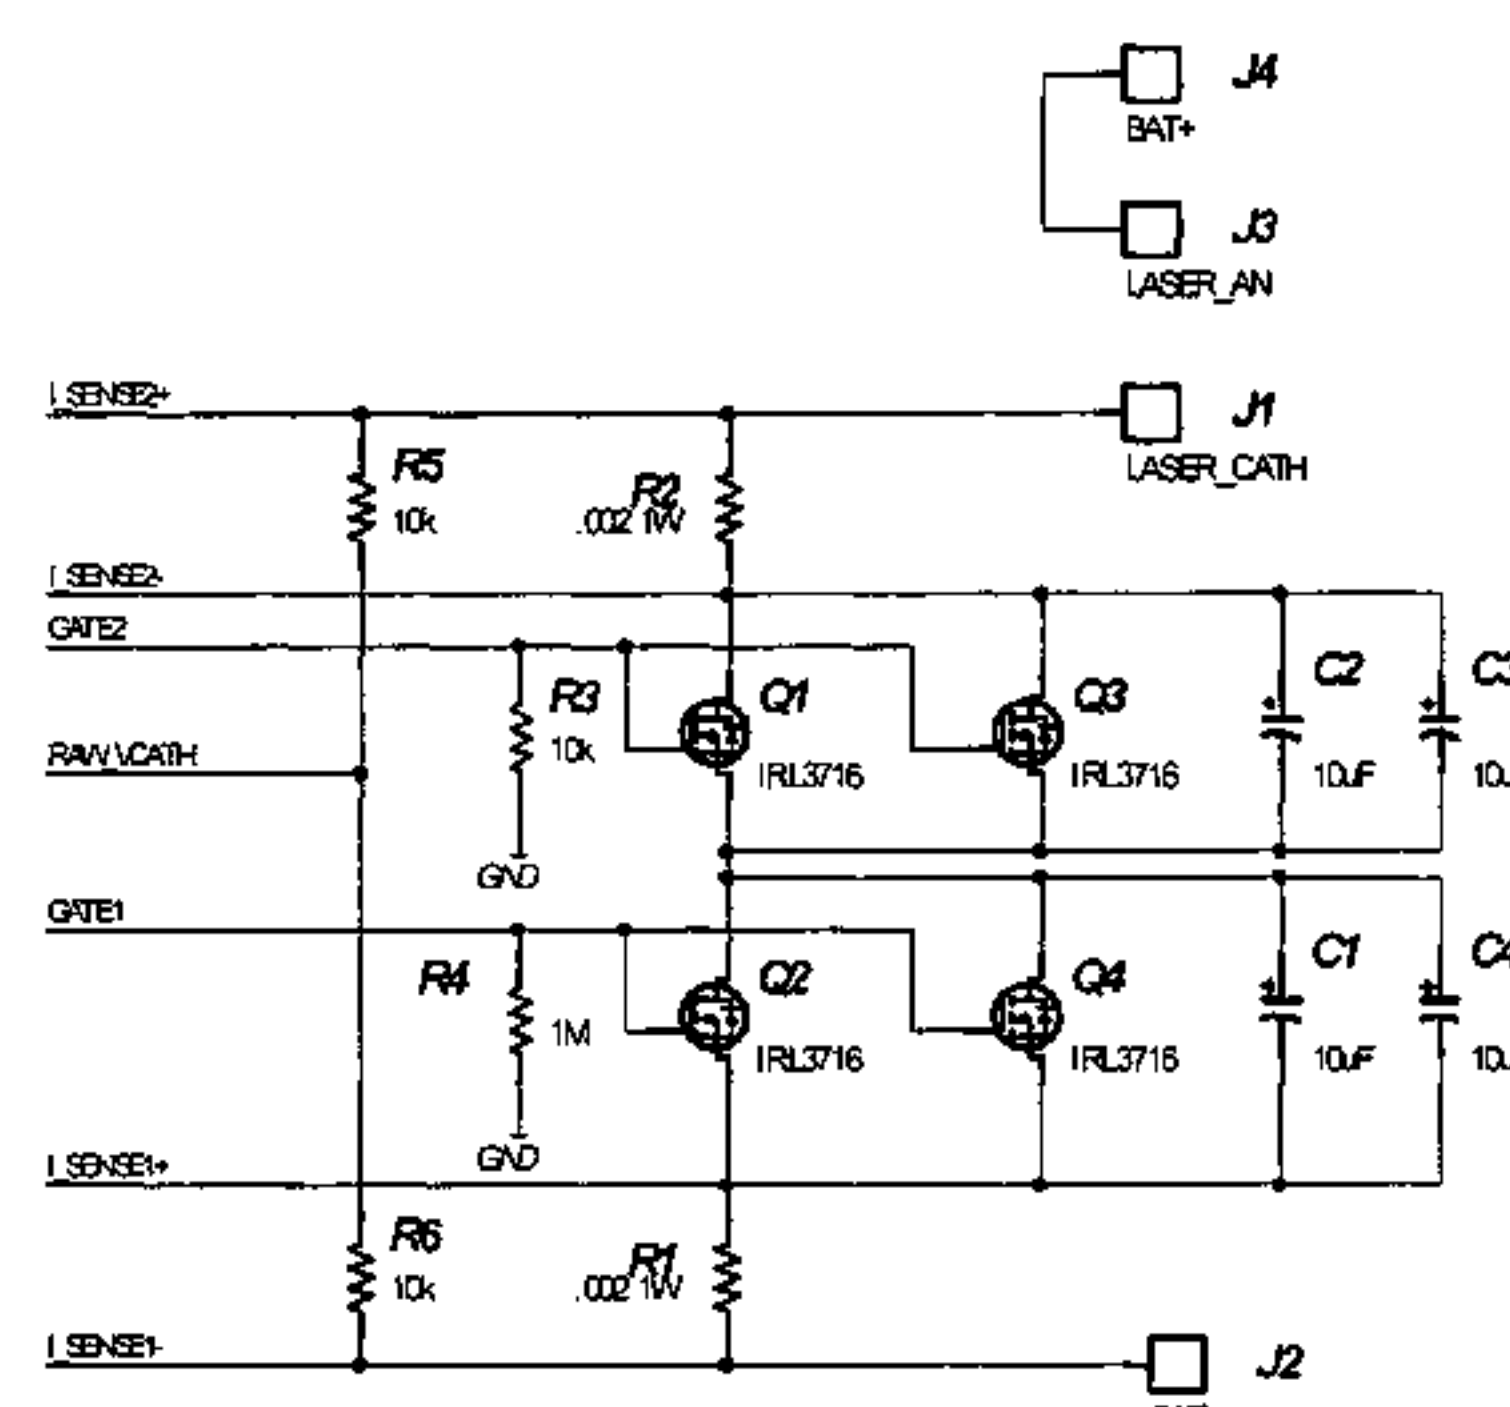 J4
BAT+
J3
LASER_AN
I_SENSE2+
J1
LASER_CATH
R5
10k
R2
.002 1W
I_SENSE2-
GATE2
R3
10k
Q1
IRL3716
Q3
IRL3716
C2
10uF
RAW_VCATH
GND
GATE1
R4
1M
Q2
IRL3716
Q4
IRL3716
C1
10uF
GND
I_SENSE1+
R6
10k
R1
.002 1W
I_SENSE1-
J2